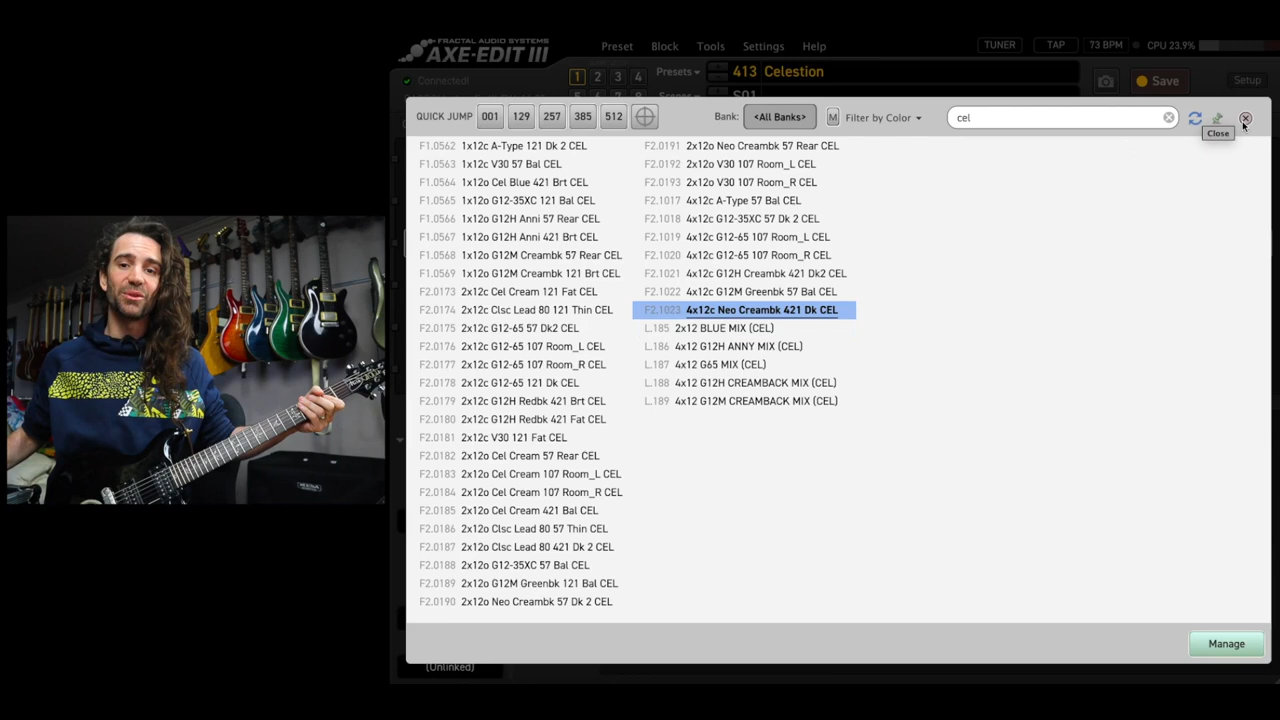 FRACTAL AUDIO SYSTEMS
AXE-EDIT III
Preset Block Tools Settings Help
TUNER TAP 73 BPM CPU 23.9%
Connected!
1 2 3 4
Presets
413 Celestion
Save
Setup
QUICK JUMP 001 129 257 385 512
Bank: <All Banks>
M Filter by Color
cel
Close
F1.0562 1x12c A-Type 121 Dk 2 CEL
F1.0563 1x12c V30 57 Bal CEL
F1.0564 1x12o Cel Blue 421 Brt CEL
F1.0565 1x12o G12-35XC 121 Bal CEL
F1.0566 1x12o G12H Anni 57 Rear CEL
F1.0567 1x12o G12H Anni 421 Brt CEL
F1.0568 1x12o G12M Creambk 57 Rear CEL
F1.0569 1x12o G12M Creambk 121 Brt CEL
F2.0173 2x12c Cel Cream 121 Fat CEL
F2.0174 2x12c Clsc Lead 80 121 Thin CEL
F2.0175 2x12c G12-65 57 Dk2 CEL
F2.0176 2x12c G12-65 107 Room_L CEL
F2.0177 2x12c G12-65 107 Room_R CEL
F2.0178 2x12c G12-65 121 Dk CEL
F2.0179 2x12c G12H Redbk 421 Brt CEL
F2.0180 2x12c G12H Redbk 421 Fat CEL
F2.0181 2x12c V30 121 Fat CEL
F2.0182 2x12o Cel Cream 57 Rear CEL
F2.0183 2x12o Cel Cream 107 Room_L CEL
F2.0184 2x12o Cel Cream 107 Room_R CEL
F2.0185 2x12o Cel Cream 421 Bal CEL
F2.0186 2x12o Clsc Lead 80 57 Thin CEL
F2.0187 2x12o Clsc Lead 80 421 Dk 2 CEL
F2.0188 2x12o G12-35XC 57 Bal CEL
F2.0189 2x12o G12M Greenbk 121 Bal CEL
F2.0190 2x12o Neo Creambk 57 Dk 2 CEL
F2.0191 2x12o Neo Creambk 57 Rear CEL
F2.0192 2x12o V30 107 Room_L CEL
F2.0193 2x12o V30 107 Room_R CEL
F2.1017 4x12c A-Type 57 Bal CEL
F2.1018 4x12c G12-35XC 57 Dk 2 CEL
F2.1019 4x12c G12-65 107 Room_L CEL
F2.1020 4x12c G12-65 107 Room_R CEL
F2.1021 4x12c G12H Creambk 421 Dk2 CEL
F2.1022 4x12c G12M Greenbk 57 Bal CEL
F2.1023 4x12c Neo Creambk 421 Dk CEL
L.185 2x12 BLUE MIX (CEL)
L.186 4x12 G12H ANNY MIX (CEL)
L.187 4x12 G65 MIX (CEL)
L.188 4x12 G12H CREAMBACK MIX (CEL)
L.189 4x12 G12M CREAMBACK MIX (CEL)
Manage
(Unlinked)